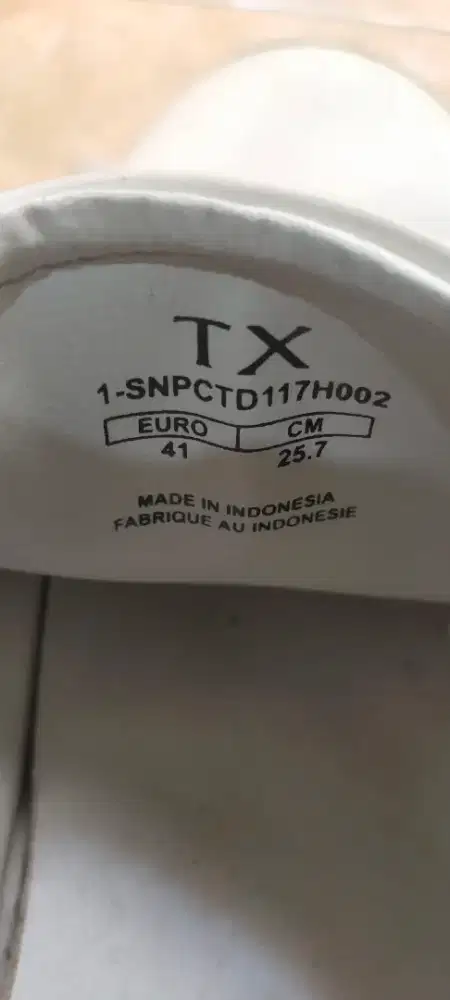 TX
1-SNPCTD117H002
EURO CM
41 25.7
MADE IN INDONESIA
FABRIQUE AU INDONESIE